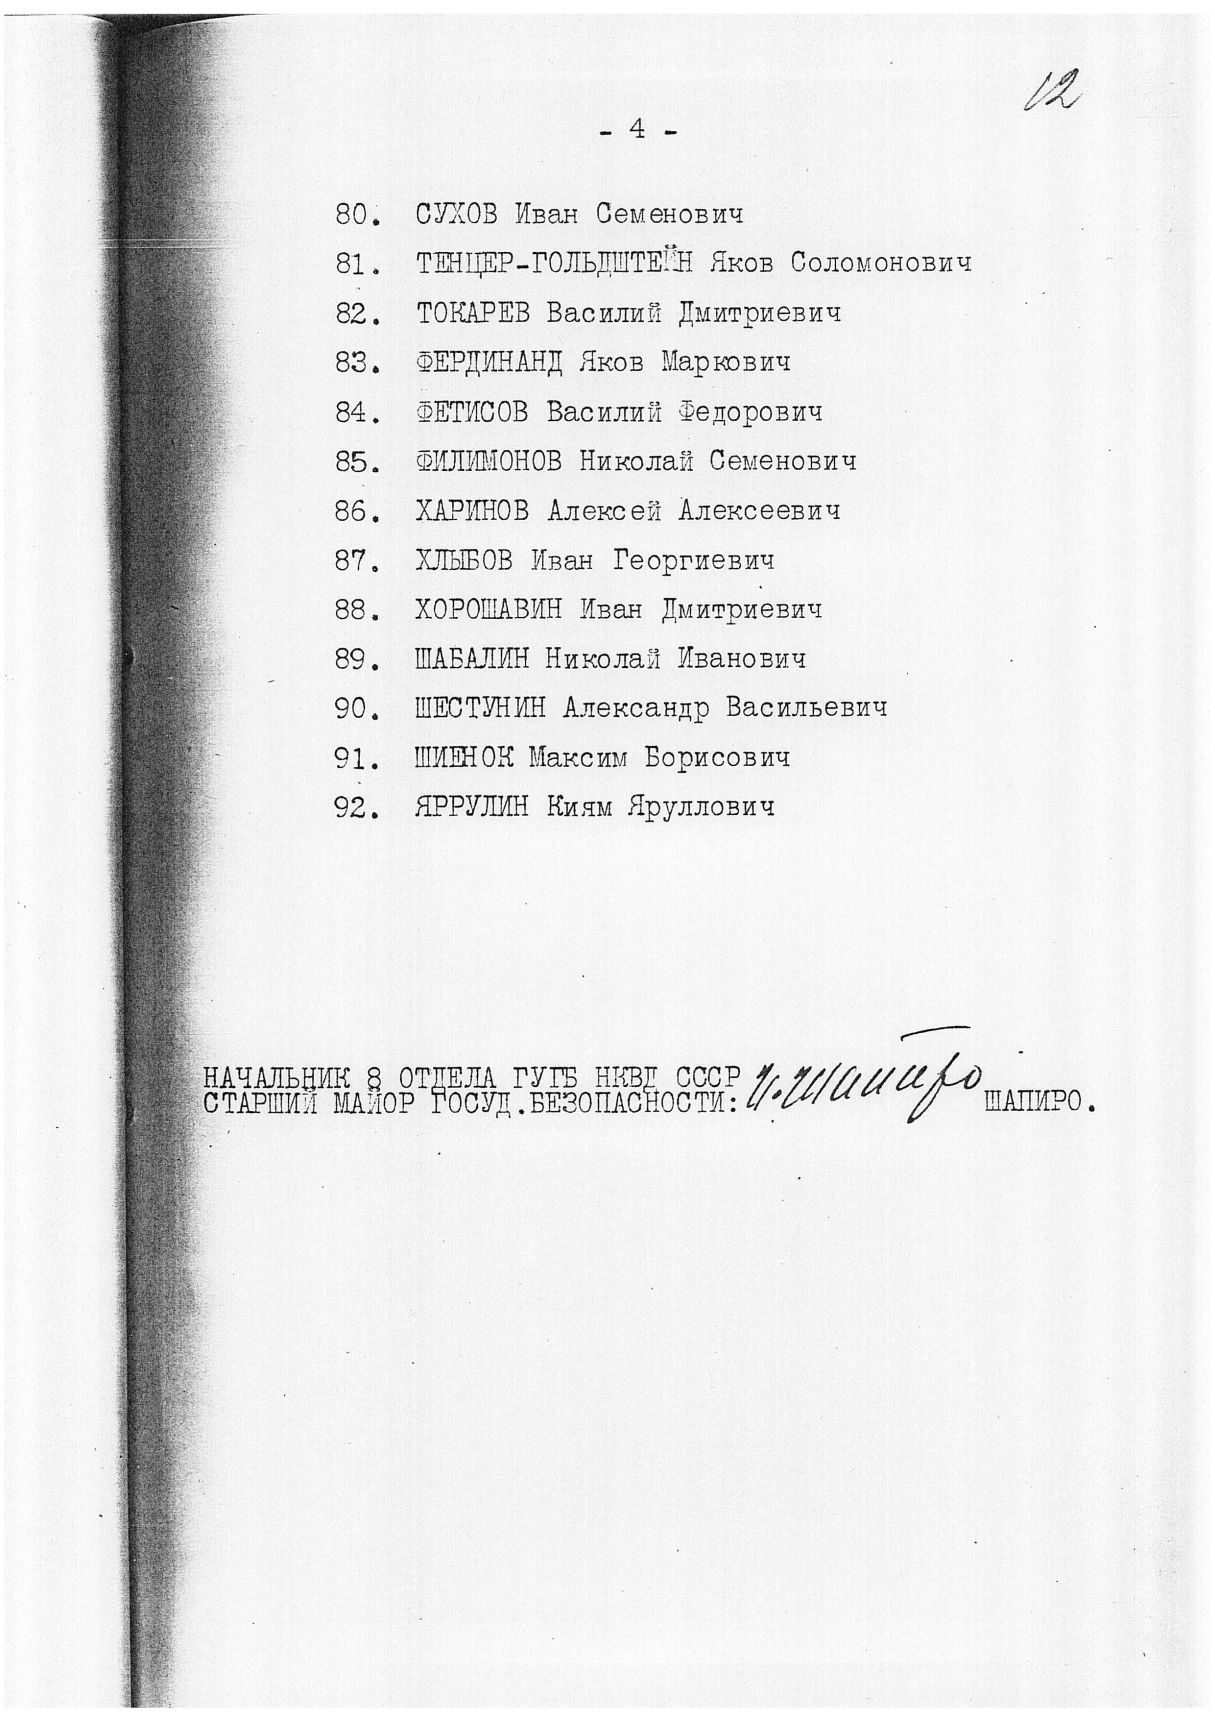 12
- 4 -
80. СУХОВ Иван Семенович
81. ТЕНЦЕР-ГОЛЬДШТЕЙН Яков Соломонович
82. ТОКАРЕВ Василий Дмитриевич
83. ФЕРДИНАНД Яков Маркович
84. ФЕТИСОВ Василий Федорович
85. ФИЛИМОНОВ Николай Семенович
86. ХАРИНОВ Алексей Алексеевич
87. ХЛЫБОВ Иван Георгиевич
88. ХОРОШАВИН Иван Дмитриевич
89. ШАБАЛИН Николай Иванович
90. ШЕСТУНИН Александр Васильевич
91. ШИЕНОК Максим Борисович
92. ЯРРУЛИН Киям Яруллович
НАЧАЛЬНИК 8 ОТДЕЛА ГУГБ НКВД СССР
СТАРШИЙ МАЙОР ГОСУД.БЕЗОПАСНОСТИ: И.Шапиро ШАПИРО.